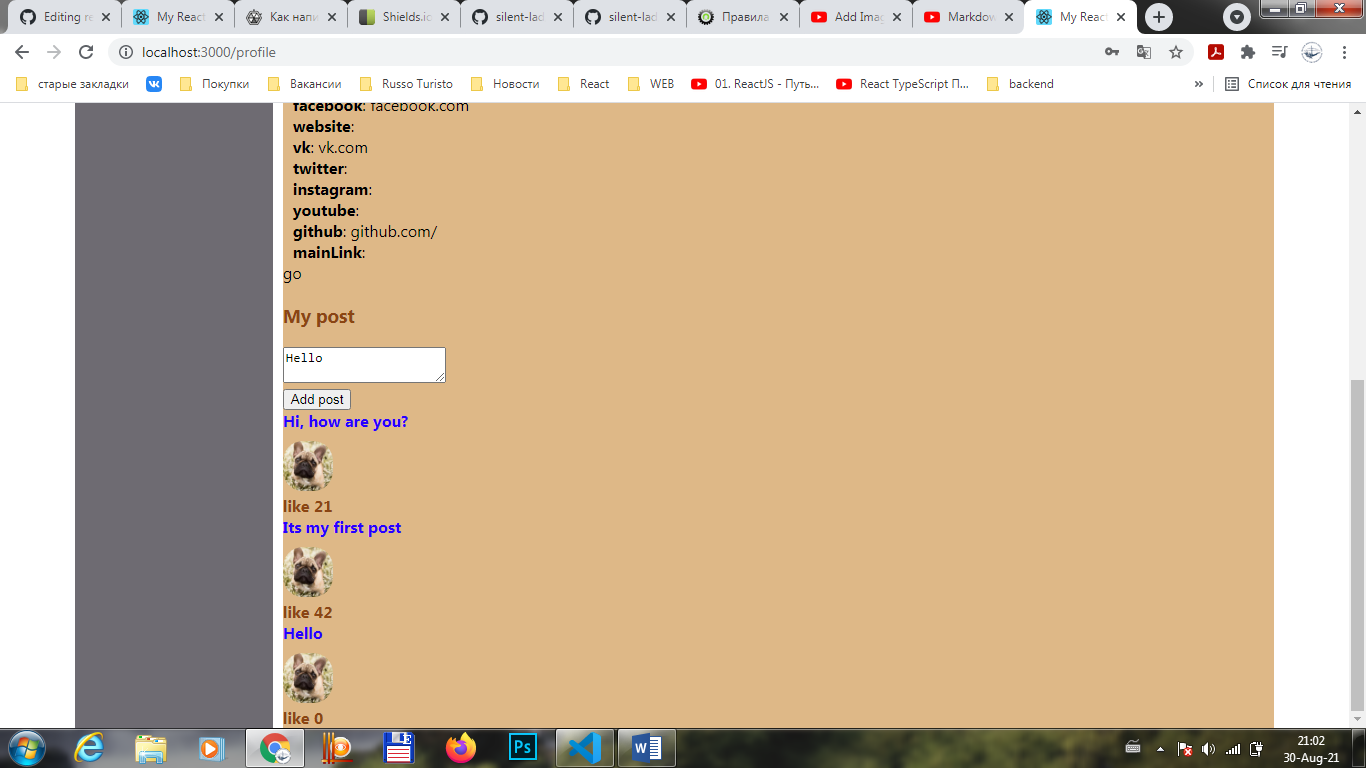 Editing re
My React
Как напи
Shields.io
silent-lad
silent-lad
Правила
Add Imag
Markdow
My React
localhost:3000/profile
старые закладки
Покупки
Вакансии
Russo Turisto
Новости
React
WEB
01. ReactJS - Путь...
React TypeScript П...
backend
»
Список для чтения
facebook: facebook.com
website:
vk: vk.com
twitter:
instagram:
youtube:
github: github.com/
mainLink:
go
My post
Hello
Add post
Hi, how are you?
like 21
Its my first post
like 42
Hello
like 0
21:02
30-Aug-21